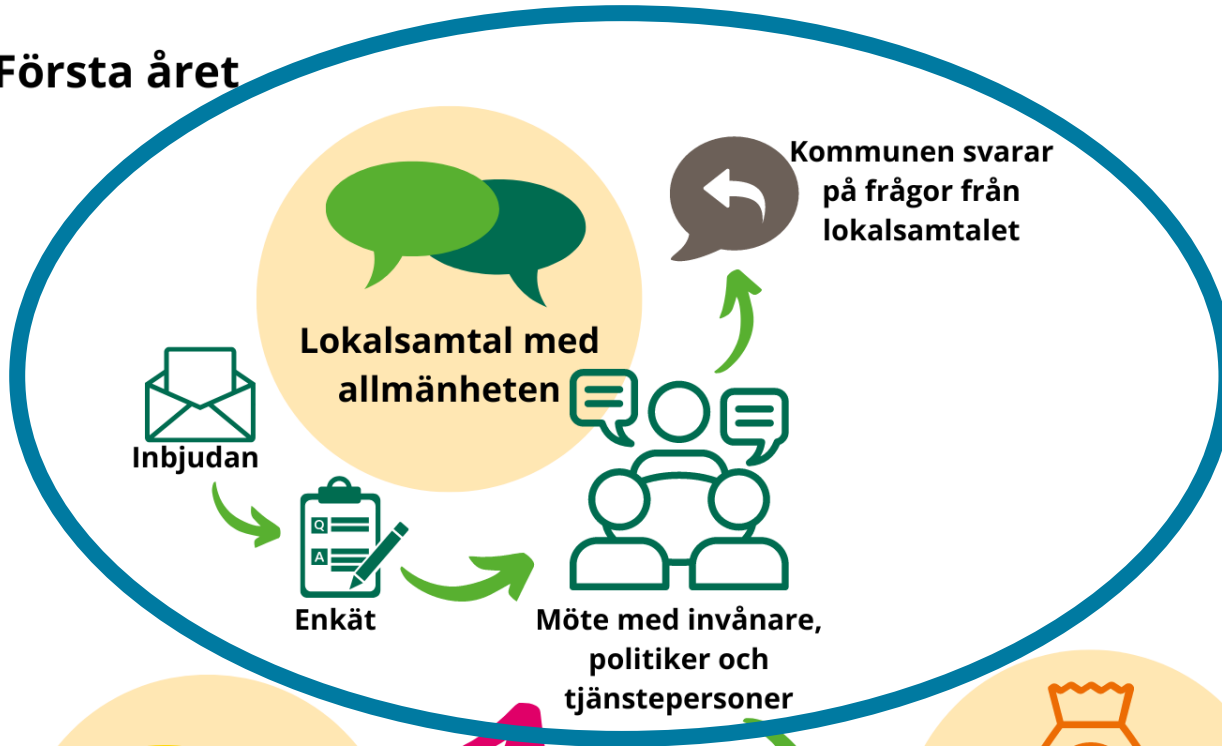 Första året
Kommunen svarar
på frågor från
lokalsamtalet
Lokalsamtal med
allmänheten
Inbjudan
Q
A
Enkät
Möte med invånare,
politiker och
tjänstepersoner